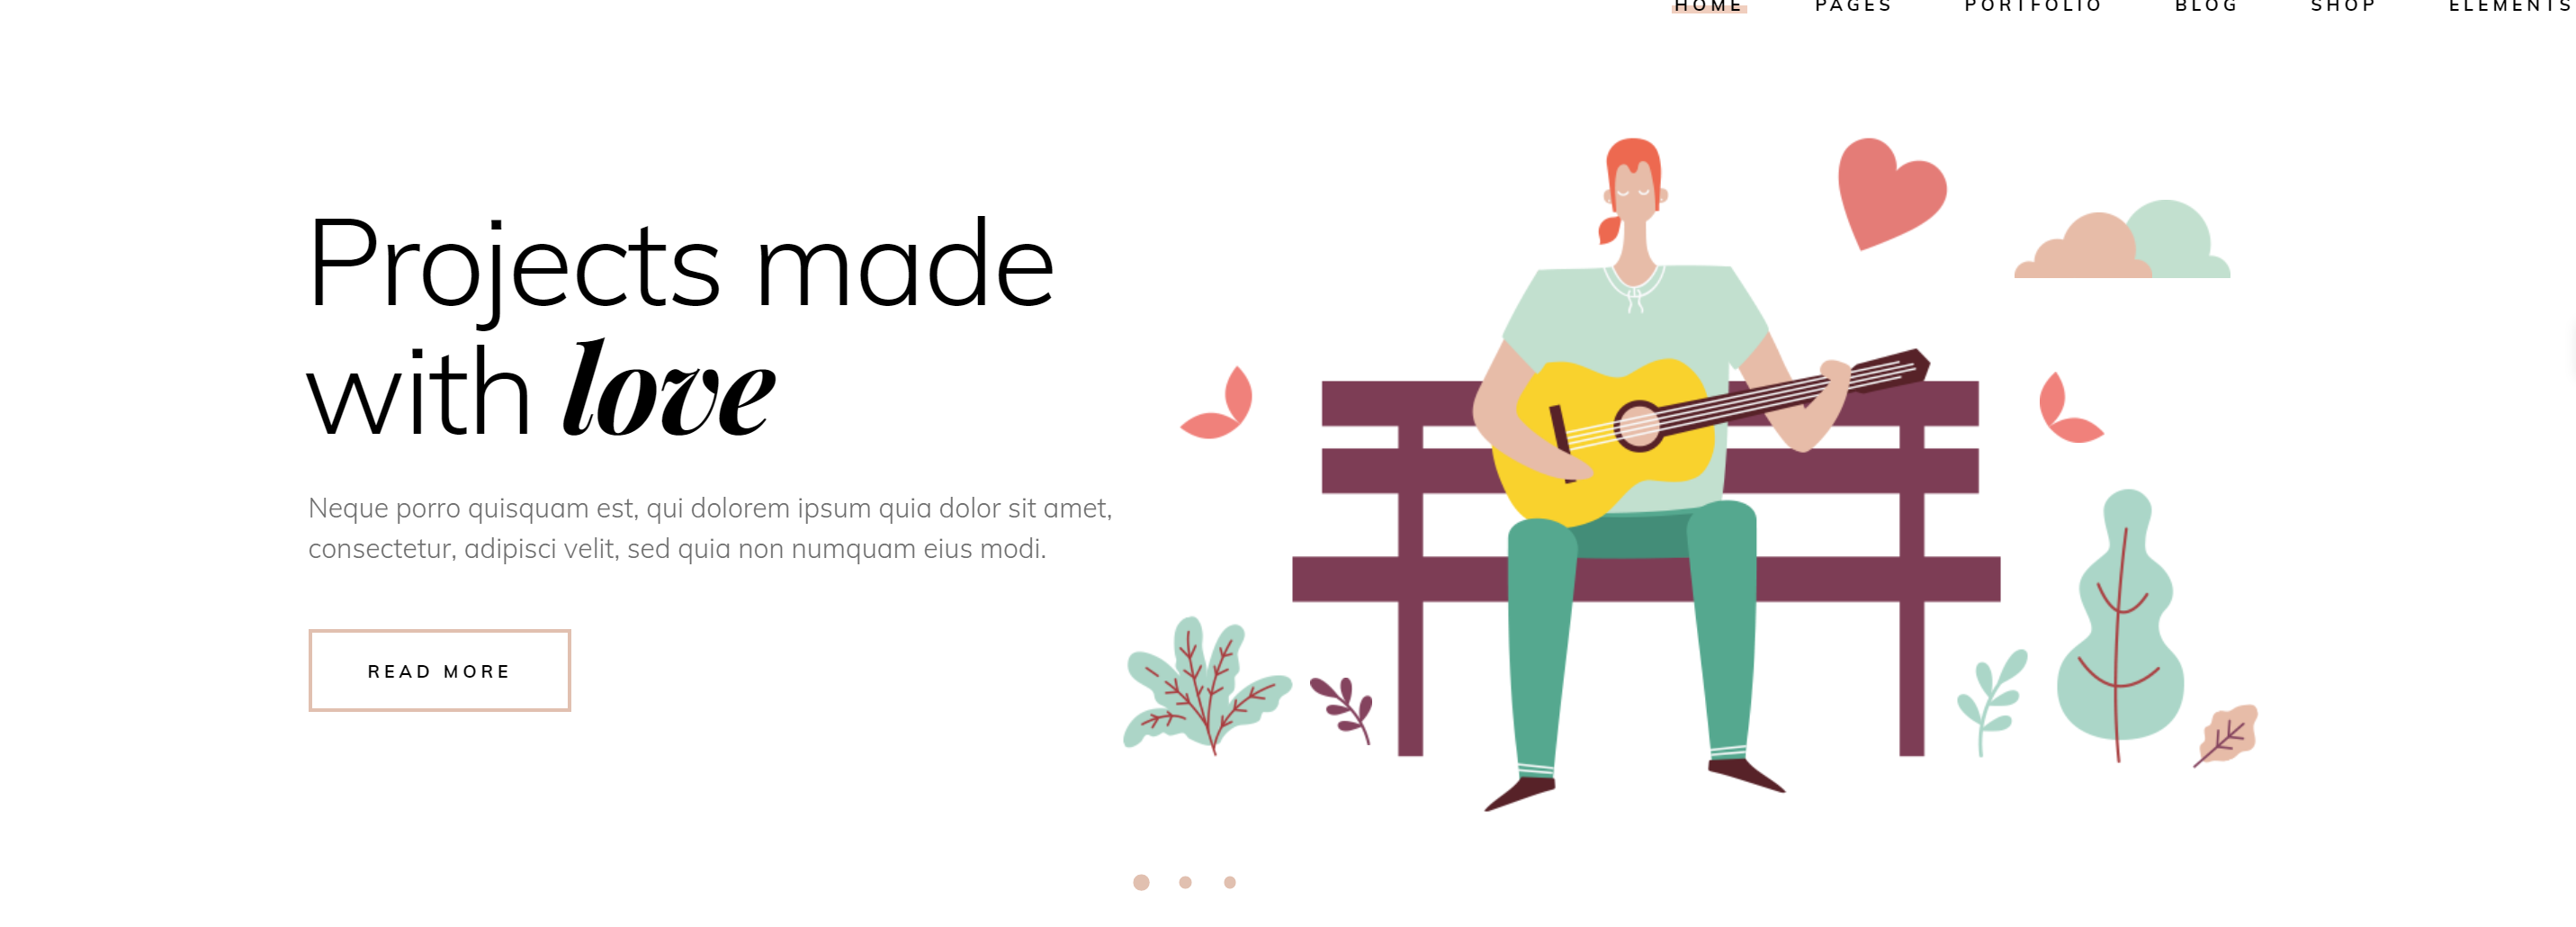 HOME PAGES PORTFOLIO BLOG SHOP ELEMENTS
Projects made
with love
Neque porro quisquam est, qui dolorem ipsum quia dolor sit amet,
consectetur, adipisci velit, sed quia non numquam eius modi.
READ MORE